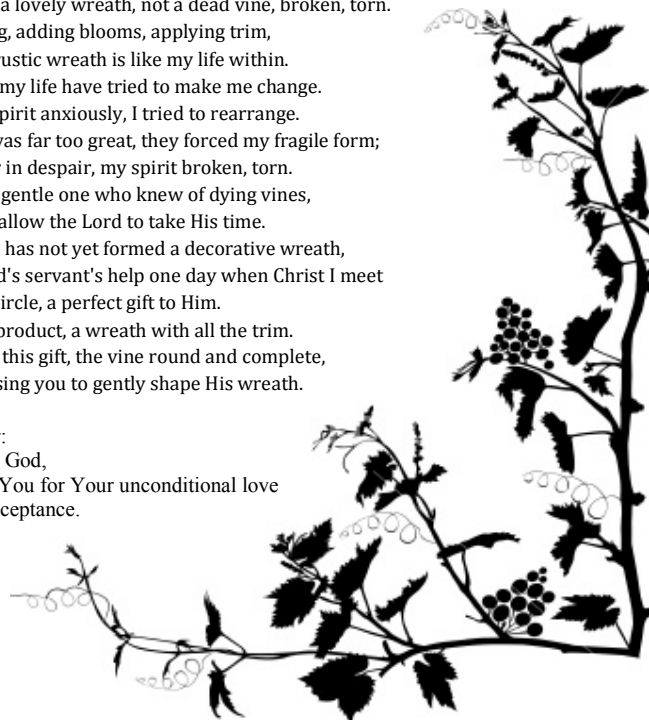 a lovely wreath, not a dead vine, broken, torn.
g, adding blooms, applying trim,
rustic wreath is like my life within.
my life have tried to make me change.
pirit anxiously, I tried to rearrange.
vas far too great, they forced my fragile form;
r in despair, my spirit broken, torn.
gentle one who knew of dying vines,
allow the Lord to take His time.
has not yet formed a decorative wreath,
d's servant's help one day when Christ I meet
ircle, a perfect gift to Him.
product, a wreath with all the trim.
this gift, the vine round and complete,
sing you to gently shape His wreath.
:
God,
You for Your unconditional love
ceptance.